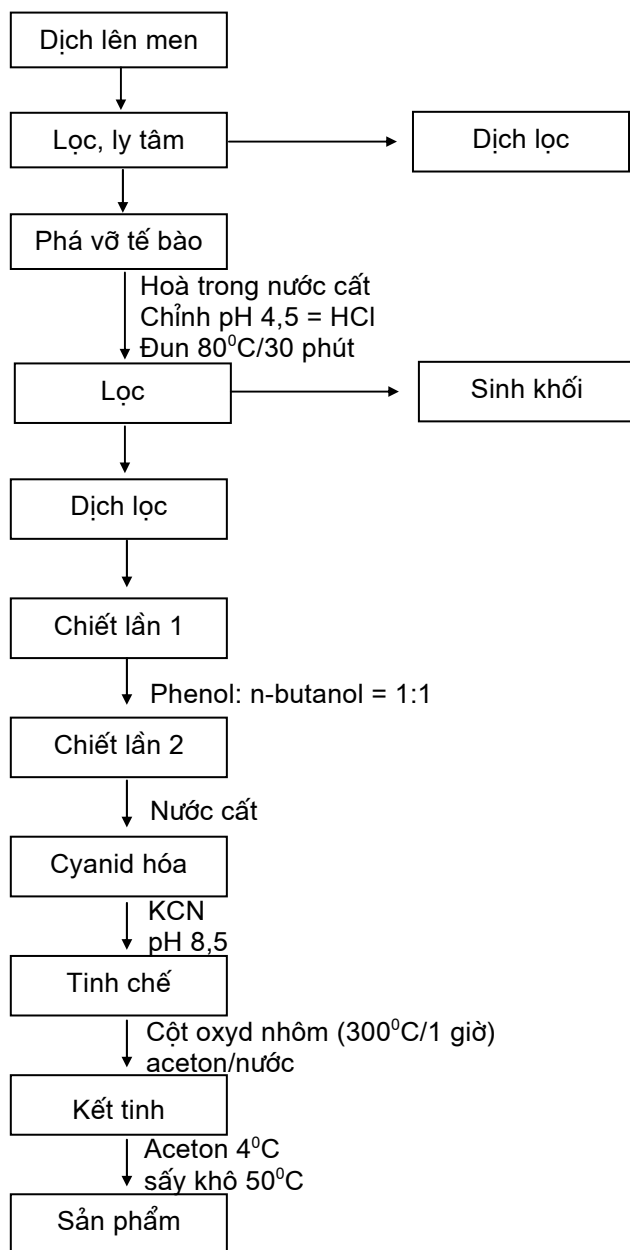 Dịch lên men
Lọc, ly tâm
Dịch lọc
Phá vỡ tế bào
Hoà trong nước cất
Chỉnh pH 4,5 = HCl
Đun 80⁰C/30 phút
Lọc
Sinh khối
Dịch lọc
Chiết lần 1
Phenol: n-butanol = 1:1
Chiết lần 2
Nước cất
Cyanid hóa
KCN
pH 8,5
Tinh chế
Cột oxyd nhôm (300⁰C/1 giờ)
aceton/nước
Kết tinh
Aceton 4⁰C
sấy khô 50⁰C
Sản phẩm